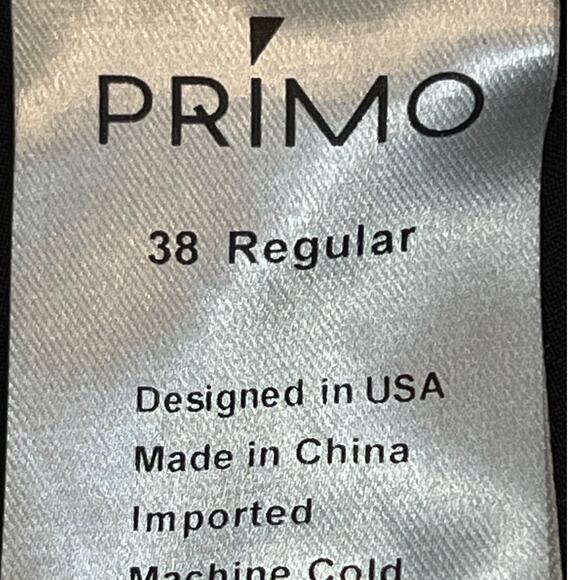 PRIMO
38 Regular
Designed in USA
Made in China
Imported
Machine Cold